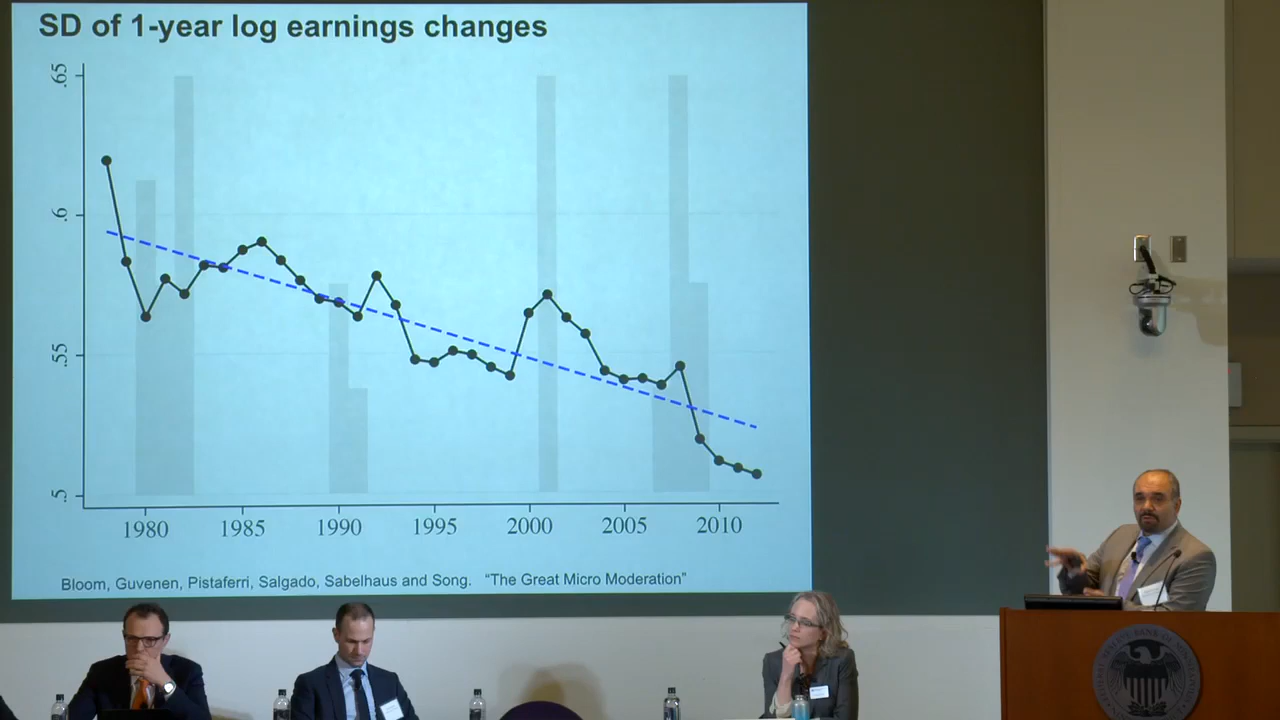 SD of 1-year log earnings changes
.65
.6
.55
.5
1980 1985 1990 1995 2000 2005 2010
Bloom, Guvenen, Pistaferri, Salgado, Sabelhaus and Song. “The Great Micro Moderation”